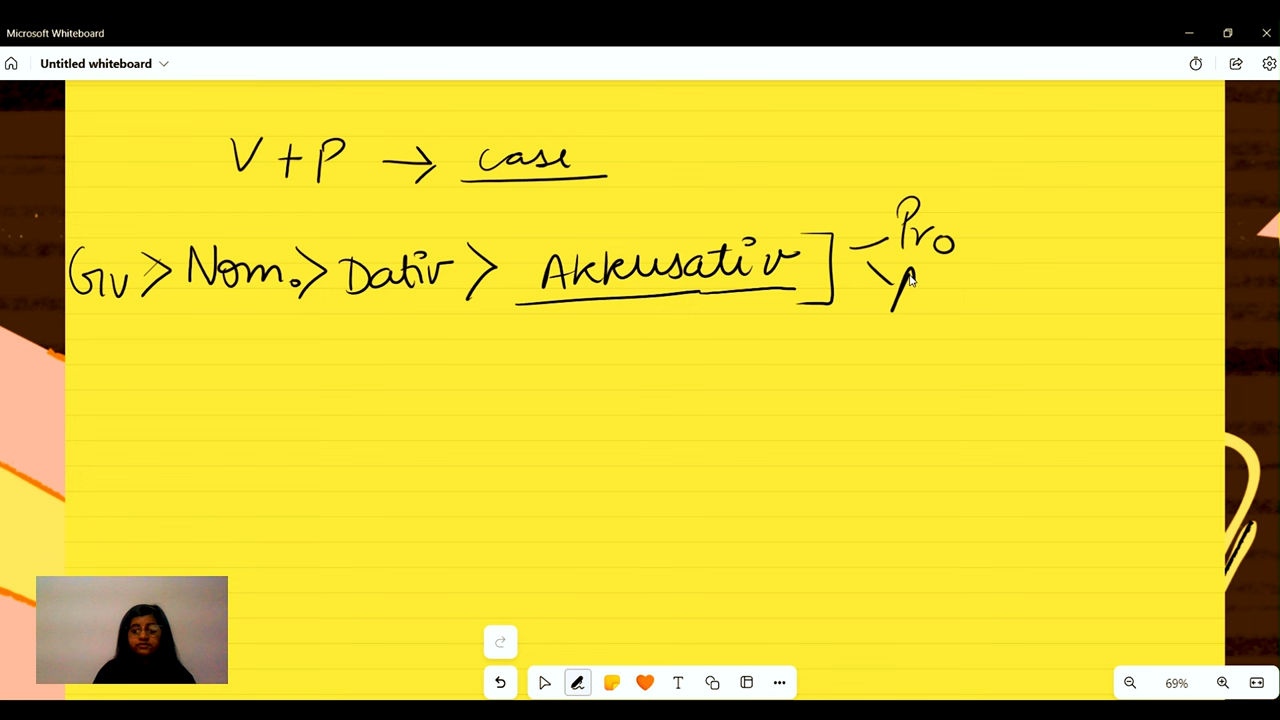 Microsoft Whiteboard
Untitled whiteboard
V + P → case
Gv > Nom. > Dativ > Akkusativ ] Pro
69%